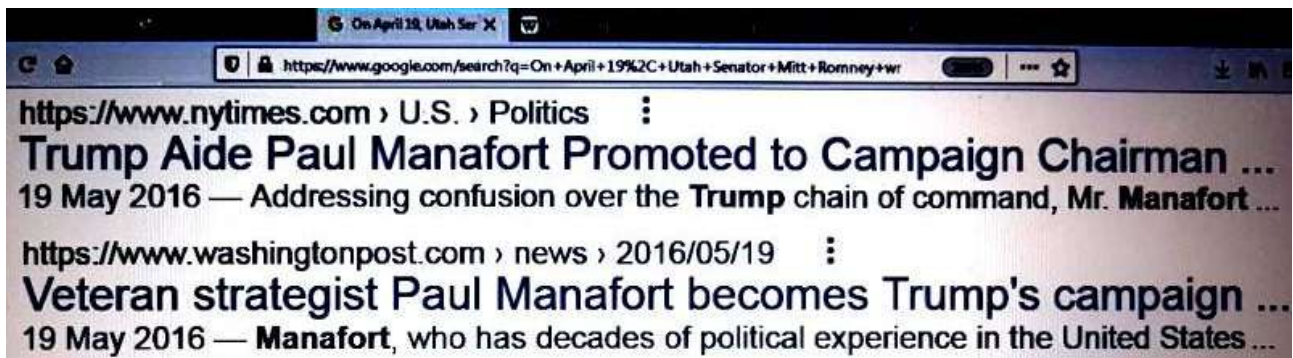 G On April 19, Utah Ser X W
https://www.google.com/search?q=On+April+19%2C+Utah+Senator+Mitt+Romney+wr ...
https://www.nytimes.com › U.S. › Politics
Trump Aide Paul Manafort Promoted to Campaign Chairman ...
19 May 2016 — Addressing confusion over the Trump chain of command, Mr. Manafort ...
https://www.washingtonpost.com › news › 2016/05/19
Veteran strategist Paul Manafort becomes Trump's campaign ...
19 May 2016 — Manafort, who has decades of political experience in the United States ...